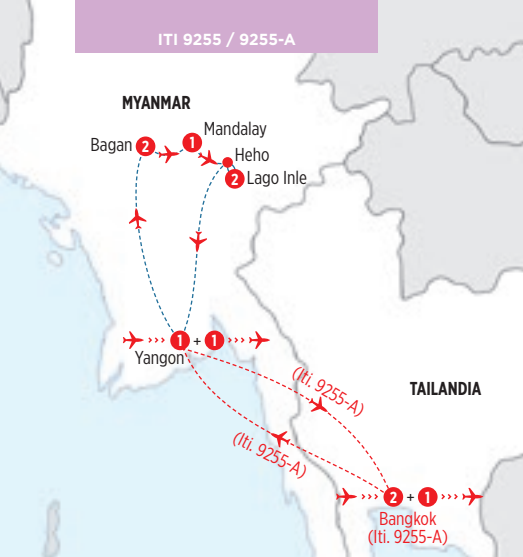 ITI 9255 / 9255-A
MYANMAR
Mandalay
1
Bagan 2
Heho
2 Lago Inle
1 + 1
Yangon
(Iti. 9255-A)
TAILANDIA
(Iti. 9255-A)
2 + 1
Bangkok
(Iti. 9255-A)